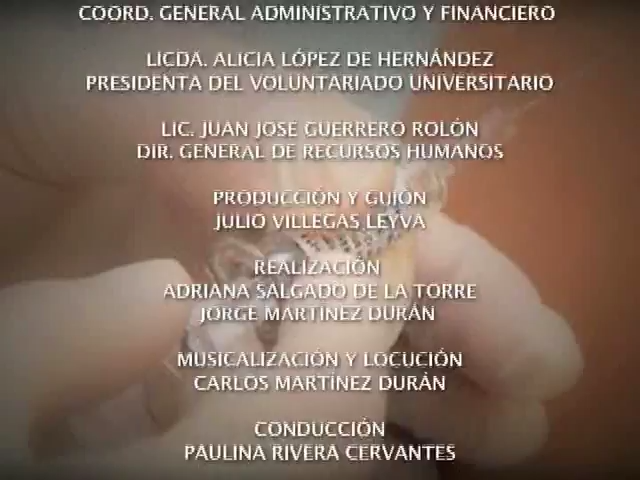 COORD. GENERAL ADMINISTRATIVO Y FINANCIERO
LICDA. ALICIA LÓPEZ DE HERNÁNDEZ
PRESIDENTA DEL VOLUNTARIADO UNIVERSITARIO
LIC. JUAN JOSE GUERRERO ROLÓN
DIR. GENERAL DE RECURSOS HUMANOS
PRODUCCIÓN Y GUIÓN
JULIO VILLEGAS LEYVA
REALIZACIÓN
ADRIANA SALGADO DE LA TORRE
JORGE MARTÍNEZ DURÁN
MUSICALIZACIÓN Y LOCUCIÓN
CARLOS MARTÍNEZ DURÁN
CONDUCCIÓN
PAULINA RIVERA CERVANTES